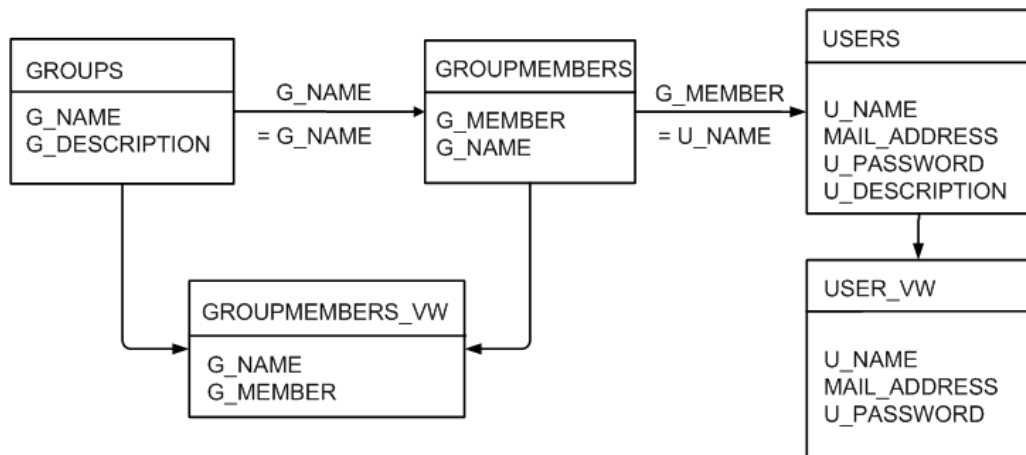 GROUPS
G_NAME
G_DESCRIPTION
G_NAME
= G_NAME
GROUPMEMBERS
G_MEMBER
G_NAME
G_MEMBER
= U_NAME
USERS
U_NAME
MAIL_ADDRESS
U_PASSWORD
U_DESCRIPTION
GROUPMEMBERS_VW
G_NAME
G_MEMBER
USER_VW
U_NAME
MAIL_ADDRESS
U_PASSWORD